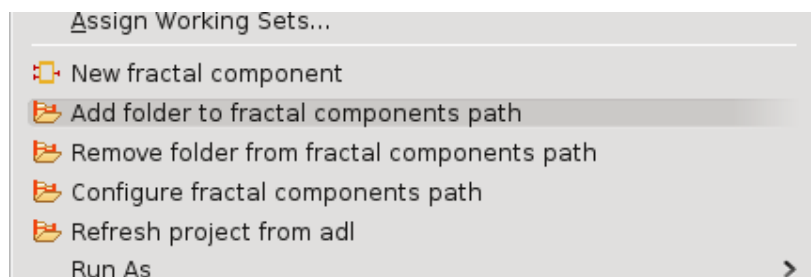 Assign Working Sets...
New fractal component
Add folder to fractal components path
Remove folder from fractal components path
Configure fractal components path
Refresh project from adl
Run As